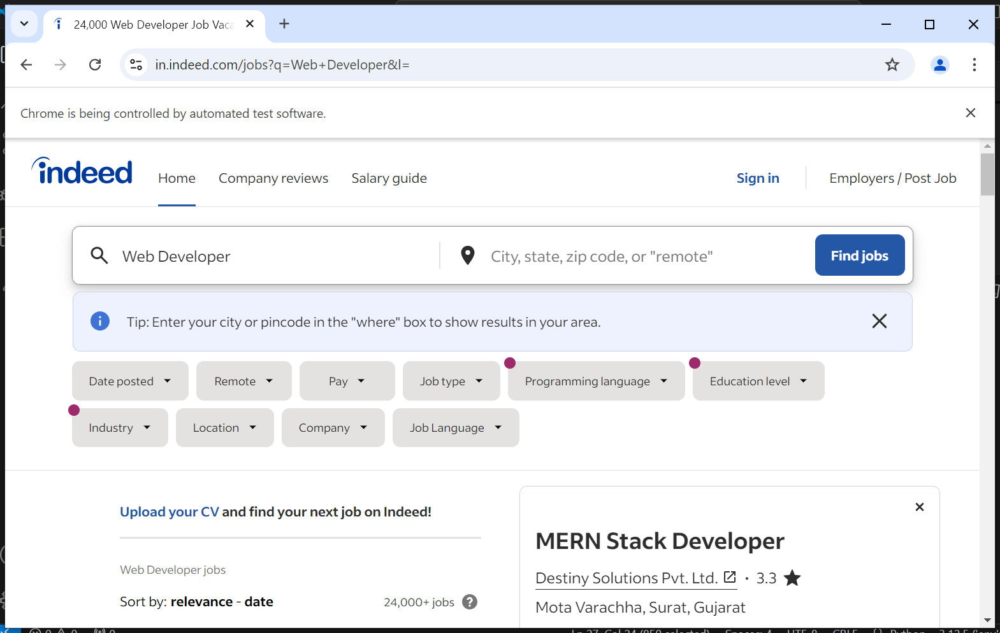 24,000 Web Developer Job Vaca
in.indeed.com/jobs?q=Web+Developer&l=
Chrome is being controlled by automated test software.
indeed
Home Company reviews Salary guide Sign in Employers / Post Job
Web Developer City, state, zip code, or "remote" Find jobs
Tip: Enter your city or pincode in the "where" box to show results in your area.
Date posted Remote Pay Job type Programming language Education level
Industry Location Company Job Language
Upload your CV and find your next job on Indeed!
Web Developer jobs
Sort by: relevance - date 24,000+ jobs
MERN Stack Developer
Destiny Solutions Pvt. Ltd. · 3.3
Mota Varachha, Surat, Gujarat